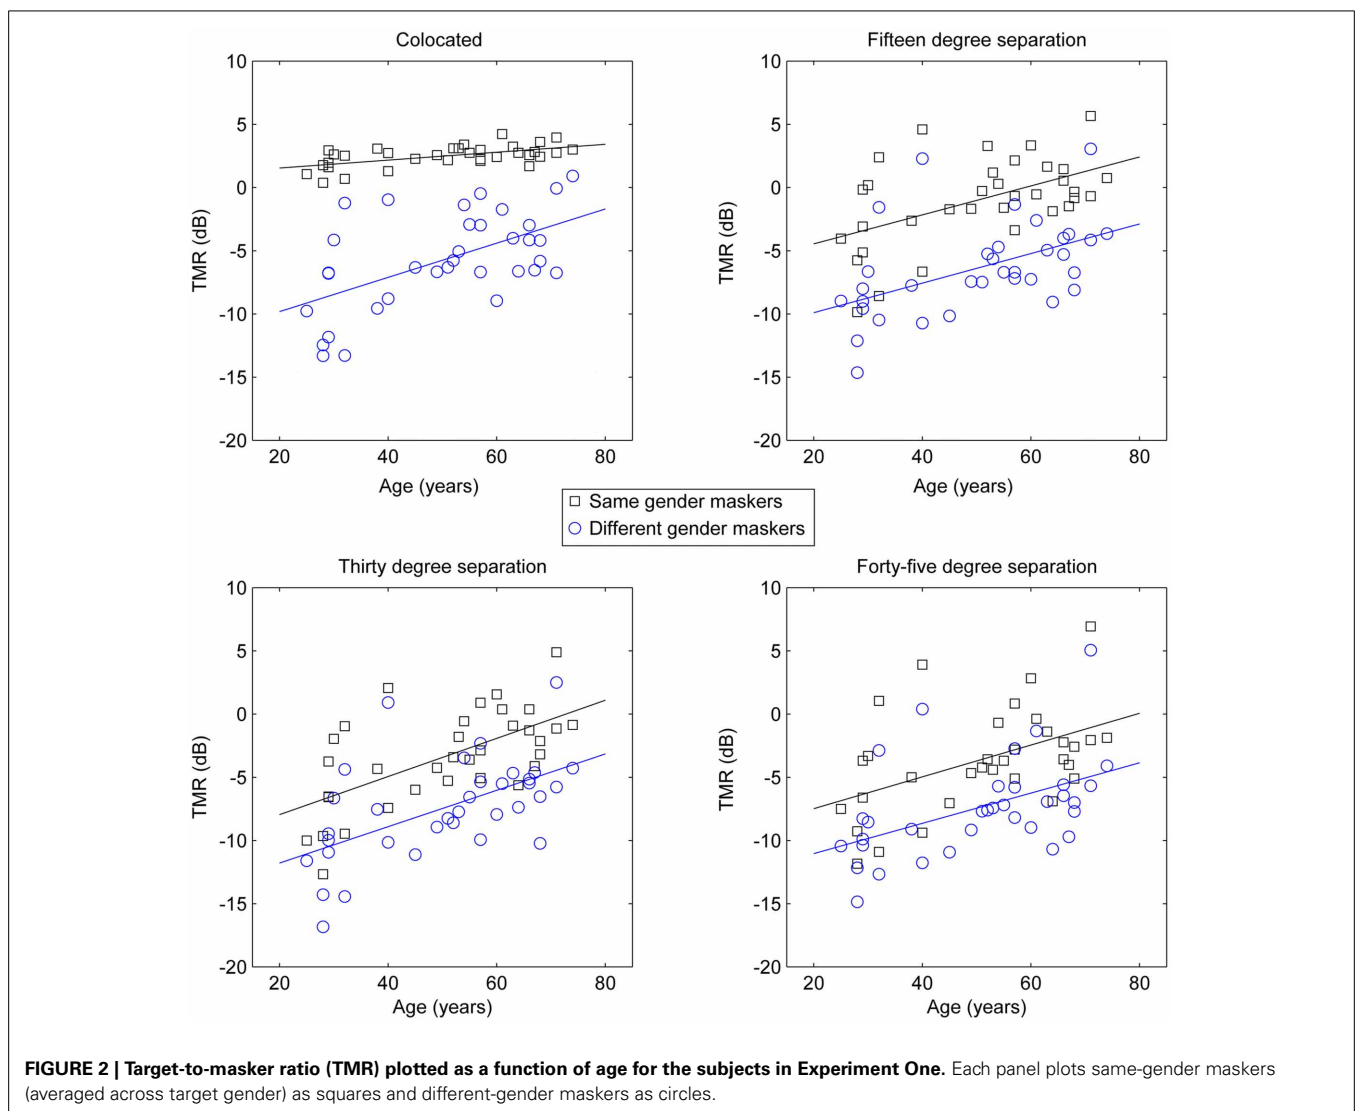 Colocated
10
5
0
-5
-10
-15
-20
TMR (dB)
20 40 60 80
Age (years)
Fifteen degree separation
10
5
0
-5
-10
-15
-20
TMR (dB)
20 40 60 80
Age (years)
Same gender maskers
Different gender maskers
Thirty degree separation
10
5
0
-5
-10
-15
-20
TMR (dB)
20 40 60 80
Age (years)
Forty-five degree separation
10
5
0
-5
-10
-15
-20
TMR (dB)
20 40 60 80
Age (years)
FIGURE 2 | Target-to-masker ratio (TMR) plotted as a function of age for the subjects in Experiment One. Each panel plots same-gender maskers
(averaged across target gender) as squares and different-gender maskers as circles.